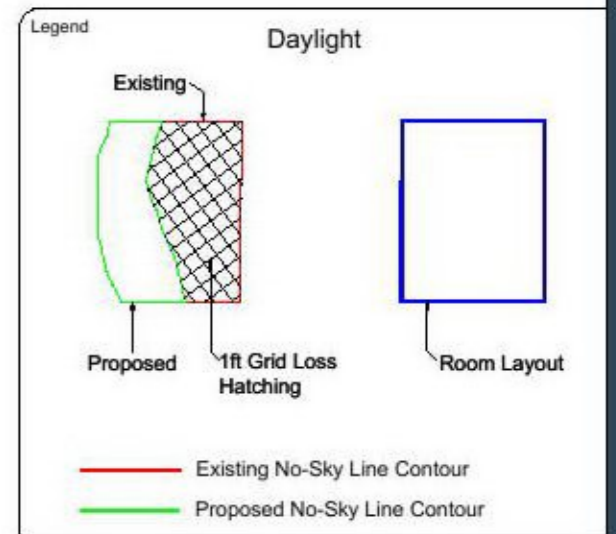 Legend
Daylight
Existing
Proposed
1ft Grid Loss
Hatching
Room Layout
Existing No-Sky Line Contour
Proposed No-Sky Line Contour